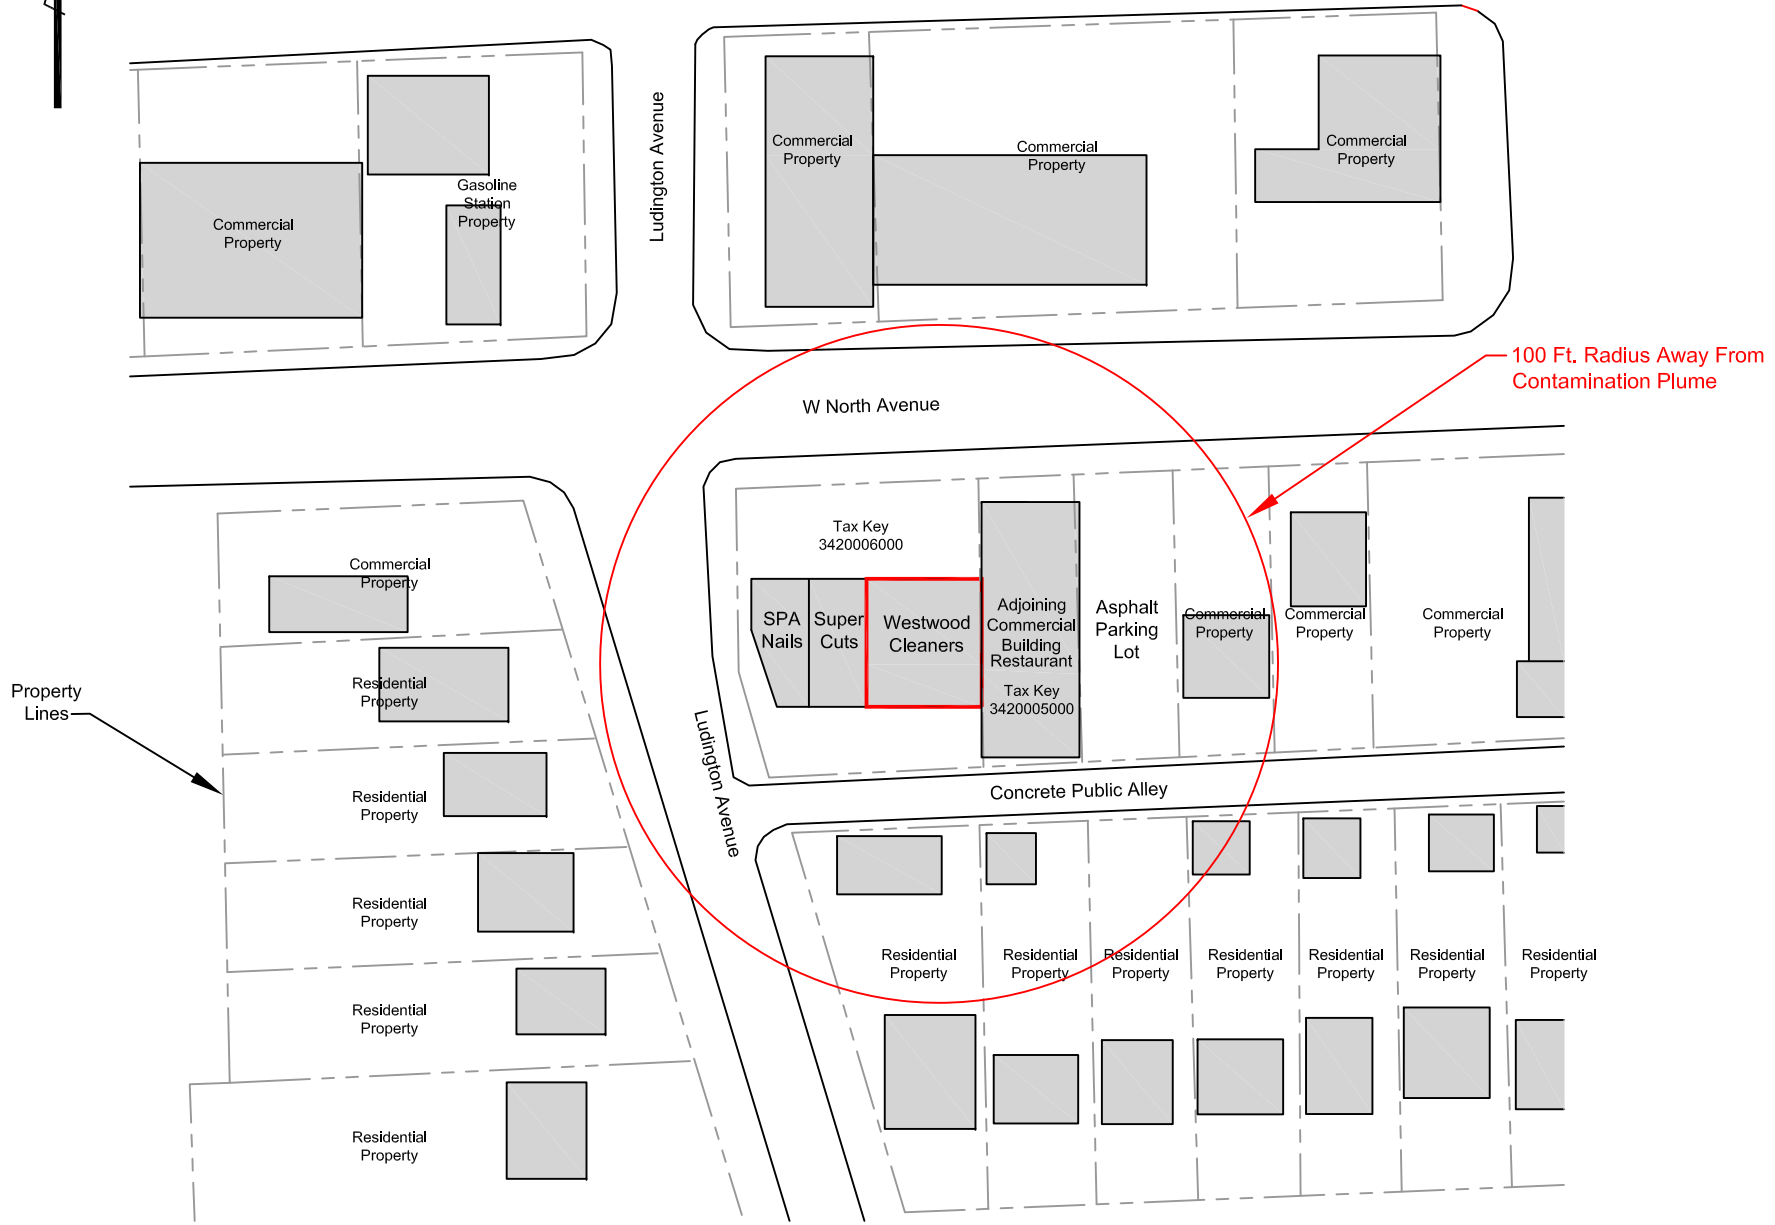 Ludington Avenue
Commercial
Property
Commercial
Property
Commercial
Property
Gasoline
Station
Property
Commercial
Property
100 Ft. Radius Away From
Contamination Plume
W North Avenue
Tax Key
3420006000
Commercial
Property
SPA
Nails
Super
Cuts
Westwood
Cleaners
Adjoining
Commercial
Building
Restaurant
Tax Key
3420005000
Asphalt
Parking
Lot
Commercial
Property
Commercial
Property
Commercial
Property
Property
Lines
Residential
Property
Ludington Avenue
Concrete Public Alley
Residential
Property
Residential
Property
Residential
Property
Residential
Property
Residential
Property
Residential
Property
Residential
Property
Residential
Property
Residential
Property
Residential
Property
Residential
Property